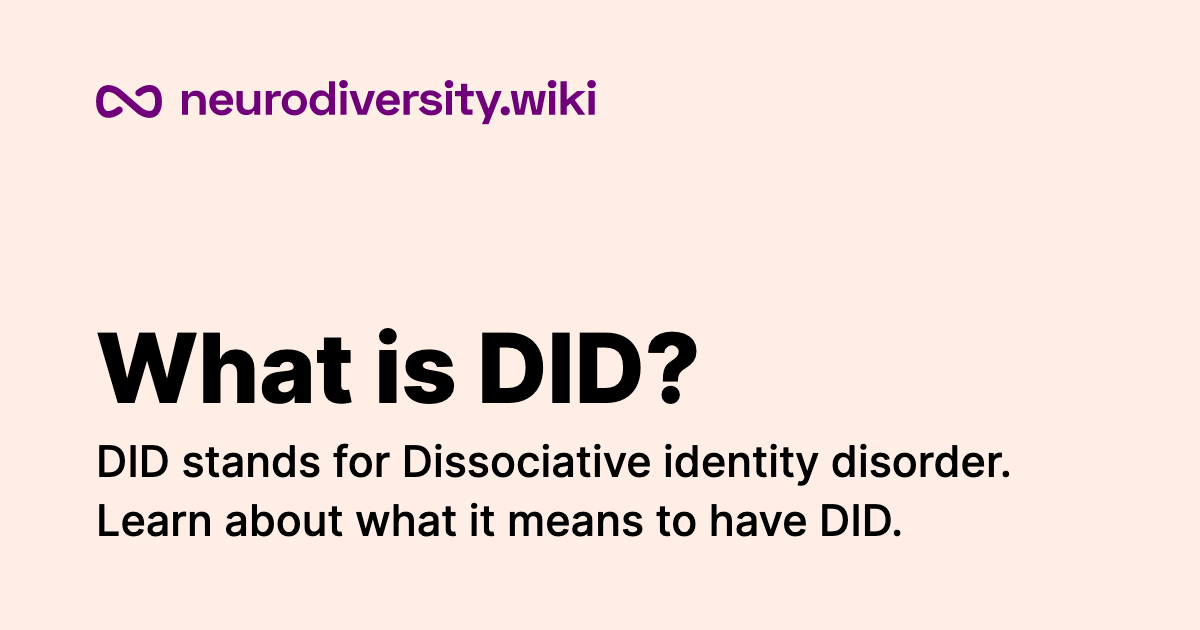 neurodiversity.wiki
What is DID?
DID stands for Dissociative identity disorder.
Learn about what it means to have DID.